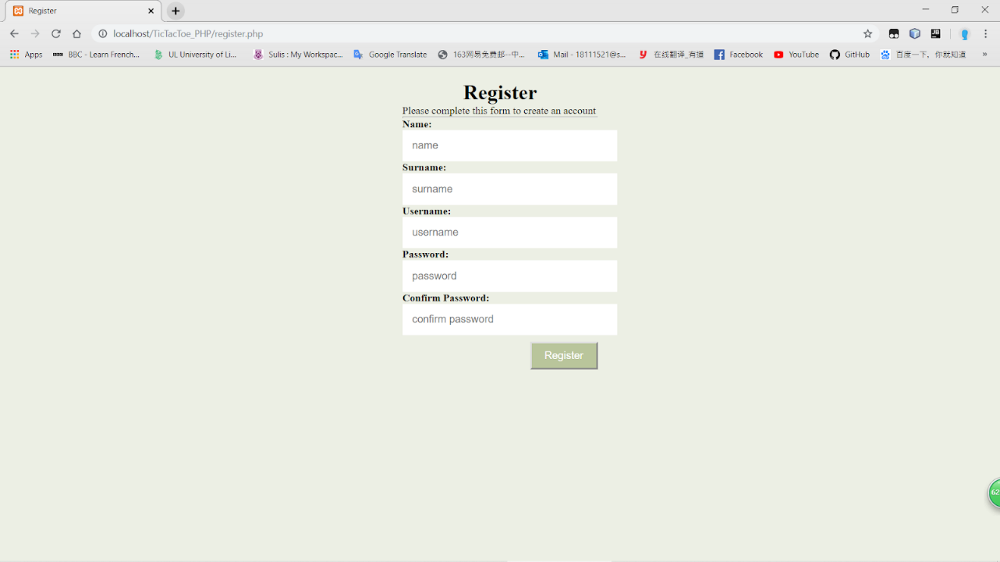 Register
localhost/TicTacToe_PHP/register.php
Apps BBC - Learn French... UL University of Li... Sulis : My Workspac... Google Translate 163网易免费邮--中... Mail - 18111521@s... 在线翻译_有道 Facebook YouTube GitHub 百度一下，你就知道 »
Register
Please complete this form to create an account
Name:
name
Surname:
surname
Username:
username
Password:
password
Confirm Password:
confirm password
Register
62